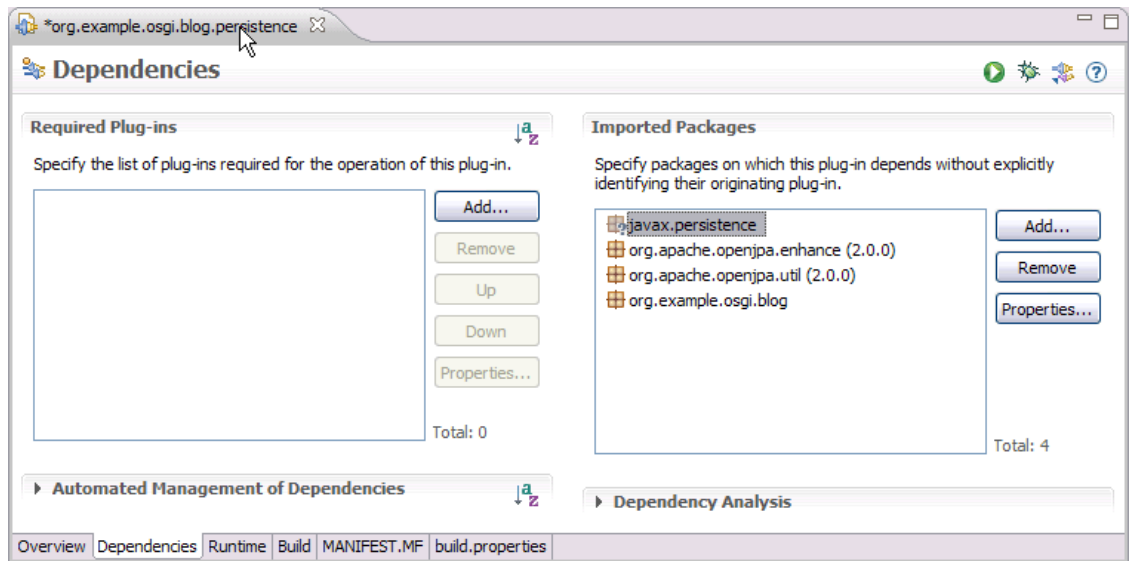 *org.example.osgi.blog.persistence
Dependencies
Required Plug-ins
Specify the list of plug-ins required for the operation of this plug-in.
Add...
Remove
Up
Down
Properties...
Total: 0
Automated Management of Dependencies
Imported Packages
Specify packages on which this plug-in depends without explicitly
identifying their originating plug-in.
javax.persistence
org.apache.openjpa.enhance (2.0.0)
org.apache.openjpa.util (2.0.0)
org.example.osgi.blog
Add...
Remove
Properties...
Total: 4
Dependency Analysis
Overview Dependencies Runtime Build MANIFEST.MF build.properties